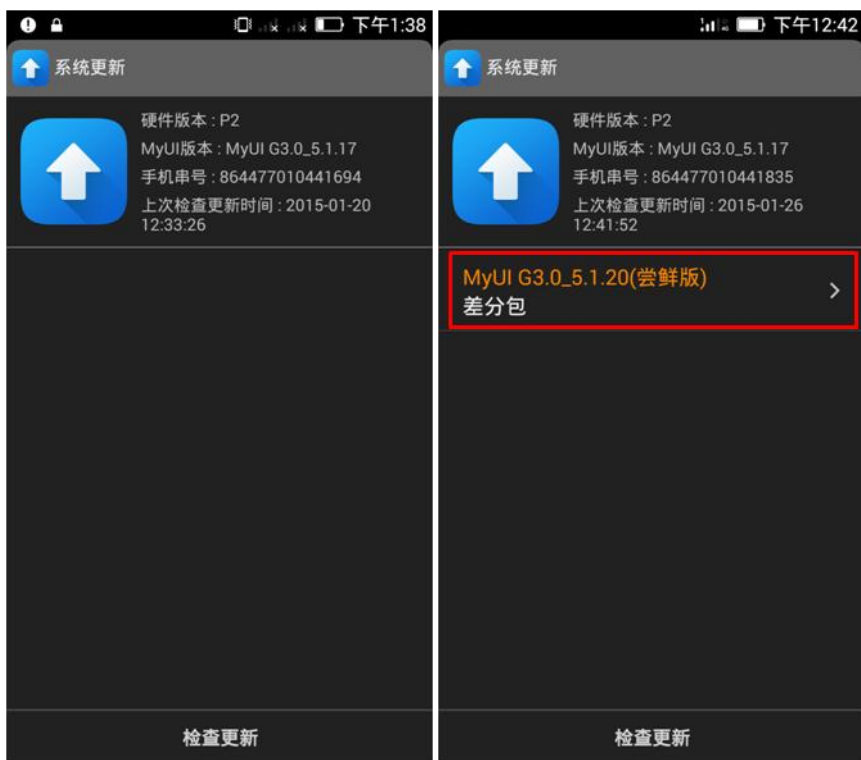 下午1:38
系统更新
硬件版本 : P2
MyUI版本 : MyUI G3.0_5.1.17
手机串号 : 864477010441694
上次检查更新时间 : 2015-01-20
12:33:26
检查更新
下午12:42
系统更新
硬件版本 : P2
MyUI版本 : MyUI G3.0_5.1.17
手机串号 : 864477010441835
上次检查更新时间 : 2015-01-26
12:41:52
MyUI G3.0_5.1.20(尝鲜版)
差分包
检查更新